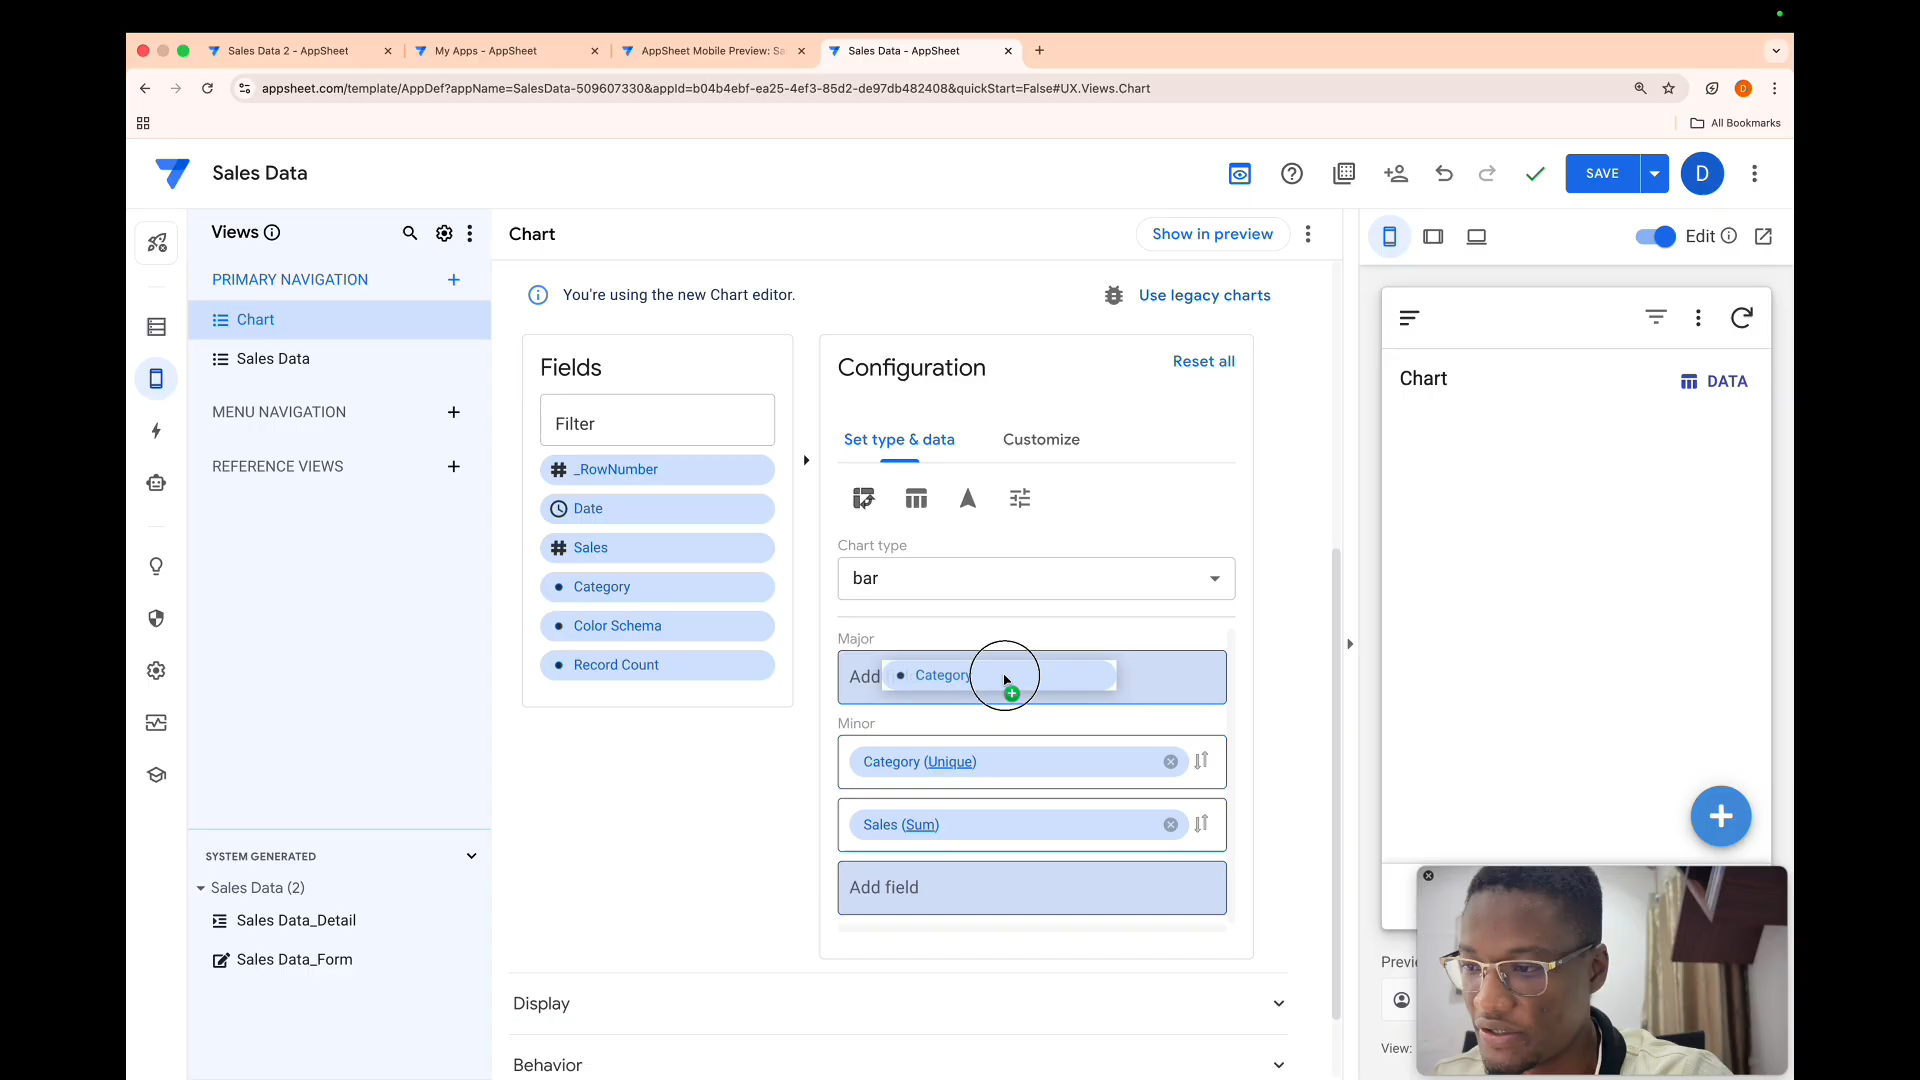 Sales Data 2 - AppSheet
My Apps - AppSheet
AppSheet Mobile Preview: Sa
Sales Data - AppSheet
appsheet.com/template/AppDef?appName=SalesData-509607330&appId=b04b4ebf-ea25-4ef3-85d2-de97db482408&quickStart=False#UX.Views.Chart
D
All Bookmarks
Sales Data
SAVE
D
Views
PRIMARY NAVIGATION
Chart
Sales Data
MENU NAVIGATION
REFERENCE VIEWS
SYSTEM GENERATED
Sales Data (2)
Sales Data_Detail
Sales Data_Form
Chart
Show in preview
You're using the new Chart editor.
Use legacy charts
Fields
Filter
_RowNumber
Date
Sales
Category
Color Schema
Record Count
Configuration
Reset all
Set type & data
Customize
Chart type
bar
Major
Add
Category
Minor
Category (Unique)
Sales (Sum)
Add field
Display
Behavior
Edit
Chart
DATA
View: